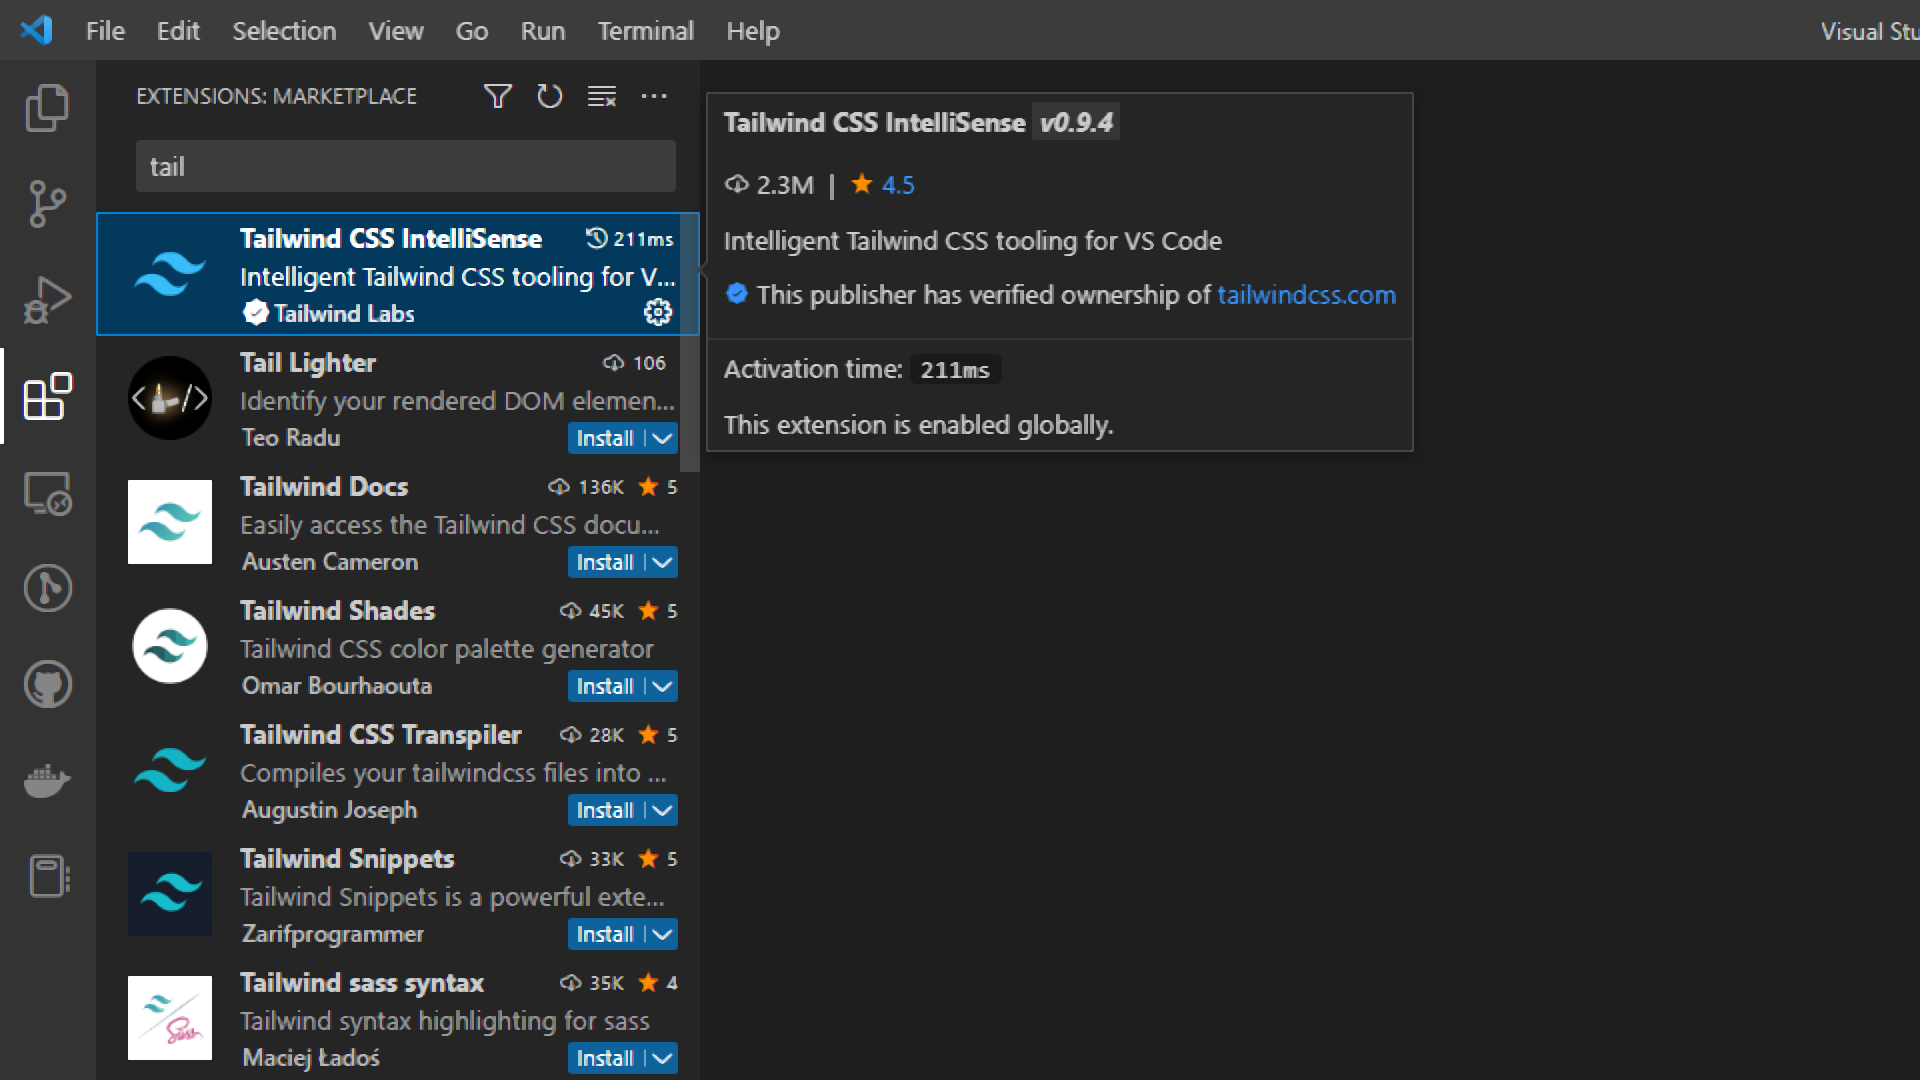 File Edit Selection View Go Run Terminal Help Visual Stu
EXTENSIONS: MARKETPLACE
tail
Tailwind CSS IntelliSense 211ms
Intelligent Tailwind CSS tooling for V...
Tailwind Labs
Tail Lighter 106
Identify your rendered DOM elemen...
Teo Radu Install
Tailwind Docs 136K 5
Easily access the Tailwind CSS docu...
Austen Cameron Install
Tailwind Shades 45K 5
Tailwind CSS color palette generator
Omar Bourhaouta Install
Tailwind CSS Transpiler 28K 5
Compiles your tailwindcss files into ...
Augustin Joseph Install
Tailwind Snippets 33K 5
Tailwind Snippets is a powerful exte...
Zarifprogrammer Install
Tailwind sass syntax 35K 4
Tailwind syntax highlighting for sass
Maciej Ładoś Install
Tailwind CSS IntelliSense v0.9.4
2.3M | 4.5
Intelligent Tailwind CSS tooling for VS Code
This publisher has verified ownership of tailwindcss.com
Activation time: 211ms
This extension is enabled globally.